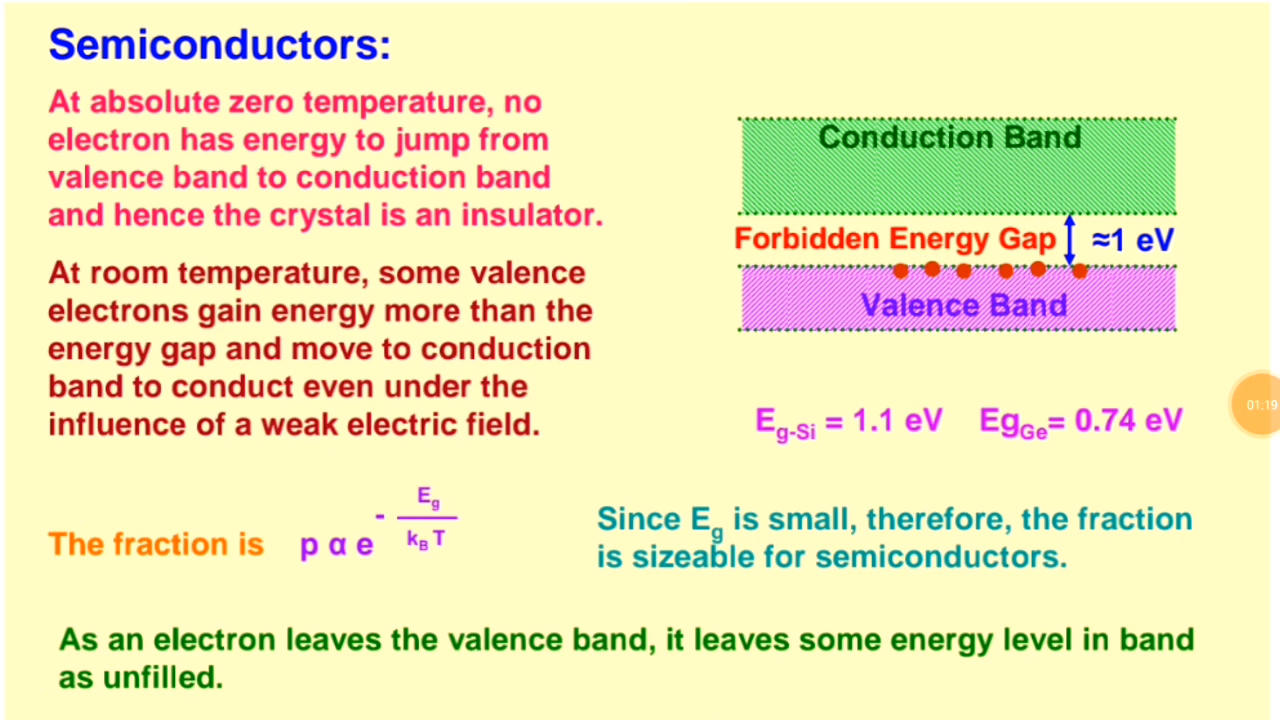 Semiconductors:
At absolute zero temperature, no
electron has energy to jump from
valence band to conduction band
and hence the crystal is an insulator.
At room temperature, some valence
electrons gain energy more than the
energy gap and move to conduction
band to conduct even under the
influence of a weak electric field.
Conduction Band
Forbidden Energy Gap ≈1 eV
Valence Band
01:19
Eg-Si = 1.1 eV EgGe= 0.74 eV
The fraction is p α e - Eg
kB T
Since Eg is small, therefore, the fraction
is sizeable for semiconductors.
As an electron leaves the valence band, it leaves some energy level in band
as unfilled.